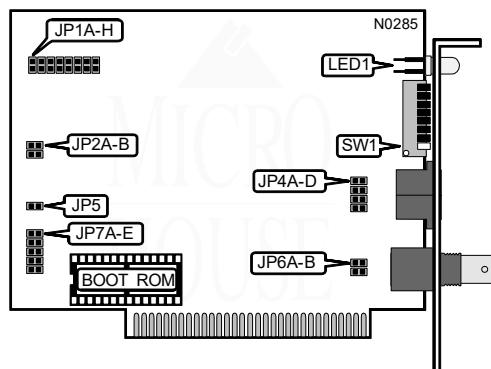 N0285
JP1A-H
LED1
JP2A-B
SW1
JP4A-D
JP5
JP7A-E
JP6A-B
BOOT ROM
MICRO
HOUSE